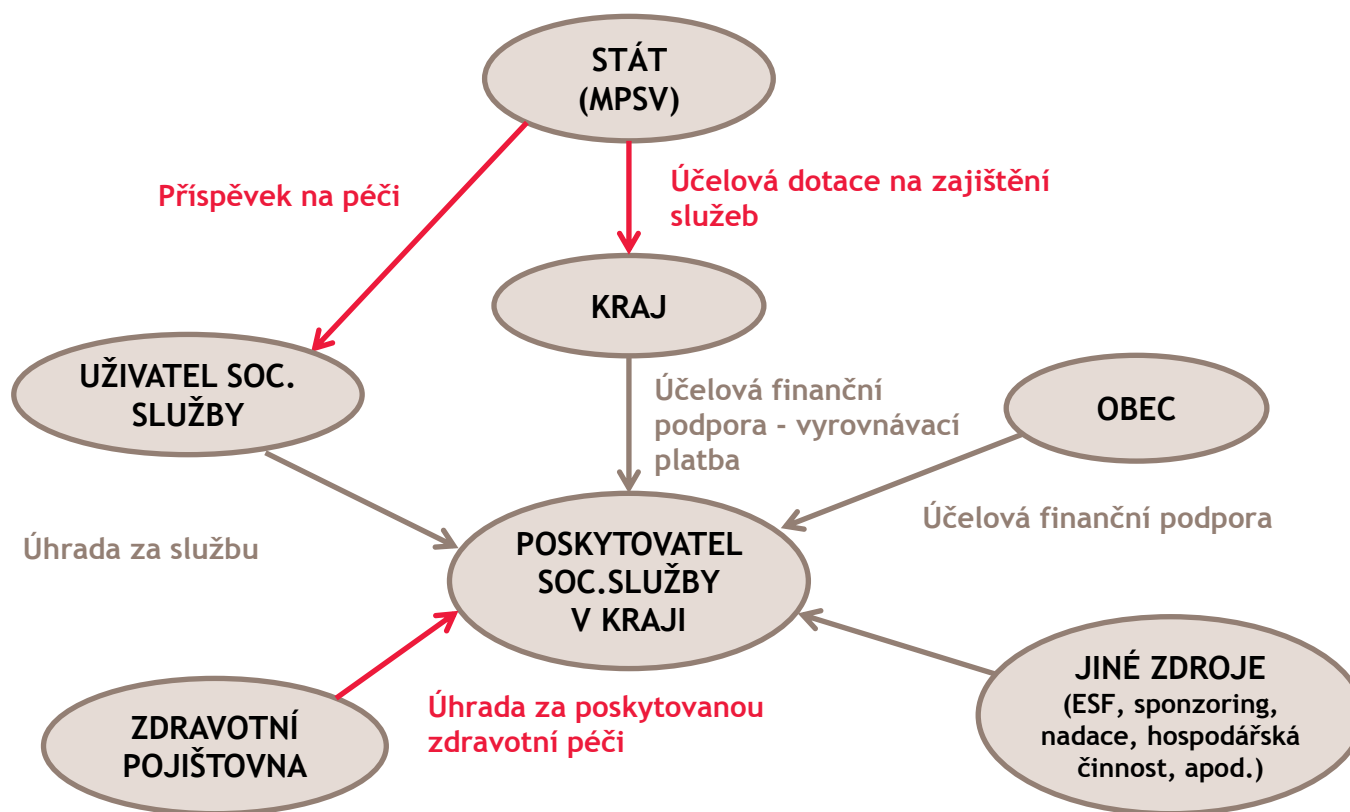 STÁT
(MPSV)
Příspěvek na péči
Účelová dotace na zajištění
služeb
KRAJ
UŽIVATEL SOC.
SLUŽBY
Účelová finanční
podpora - vyrovnávací
platba
OBEC
Úhrada za službu
Účelová finanční podpora
POSKYTOVATEL
SOC.SLUŽBY
V KRAJI
ZDRAVOTNÍ
POJIŠTOVNA
Úhrada za poskytovanou
zdravotní péči
JINÉ ZDROJE
(ESF, sponzoring,
nadace, hospodářská
činnost, apod.)